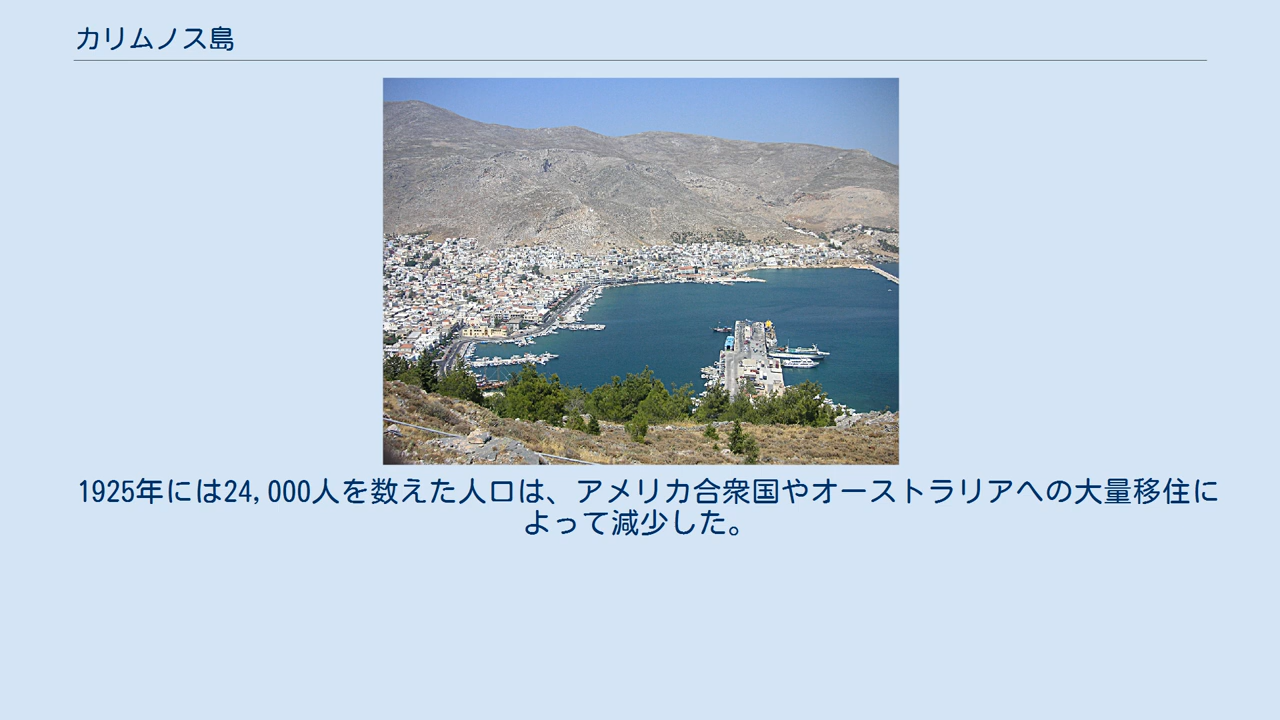 カリムノス島
1925年には24,000人を数えた人口は、アメリカ合衆国やオーストラリアへの大量移住に
よって減少した。